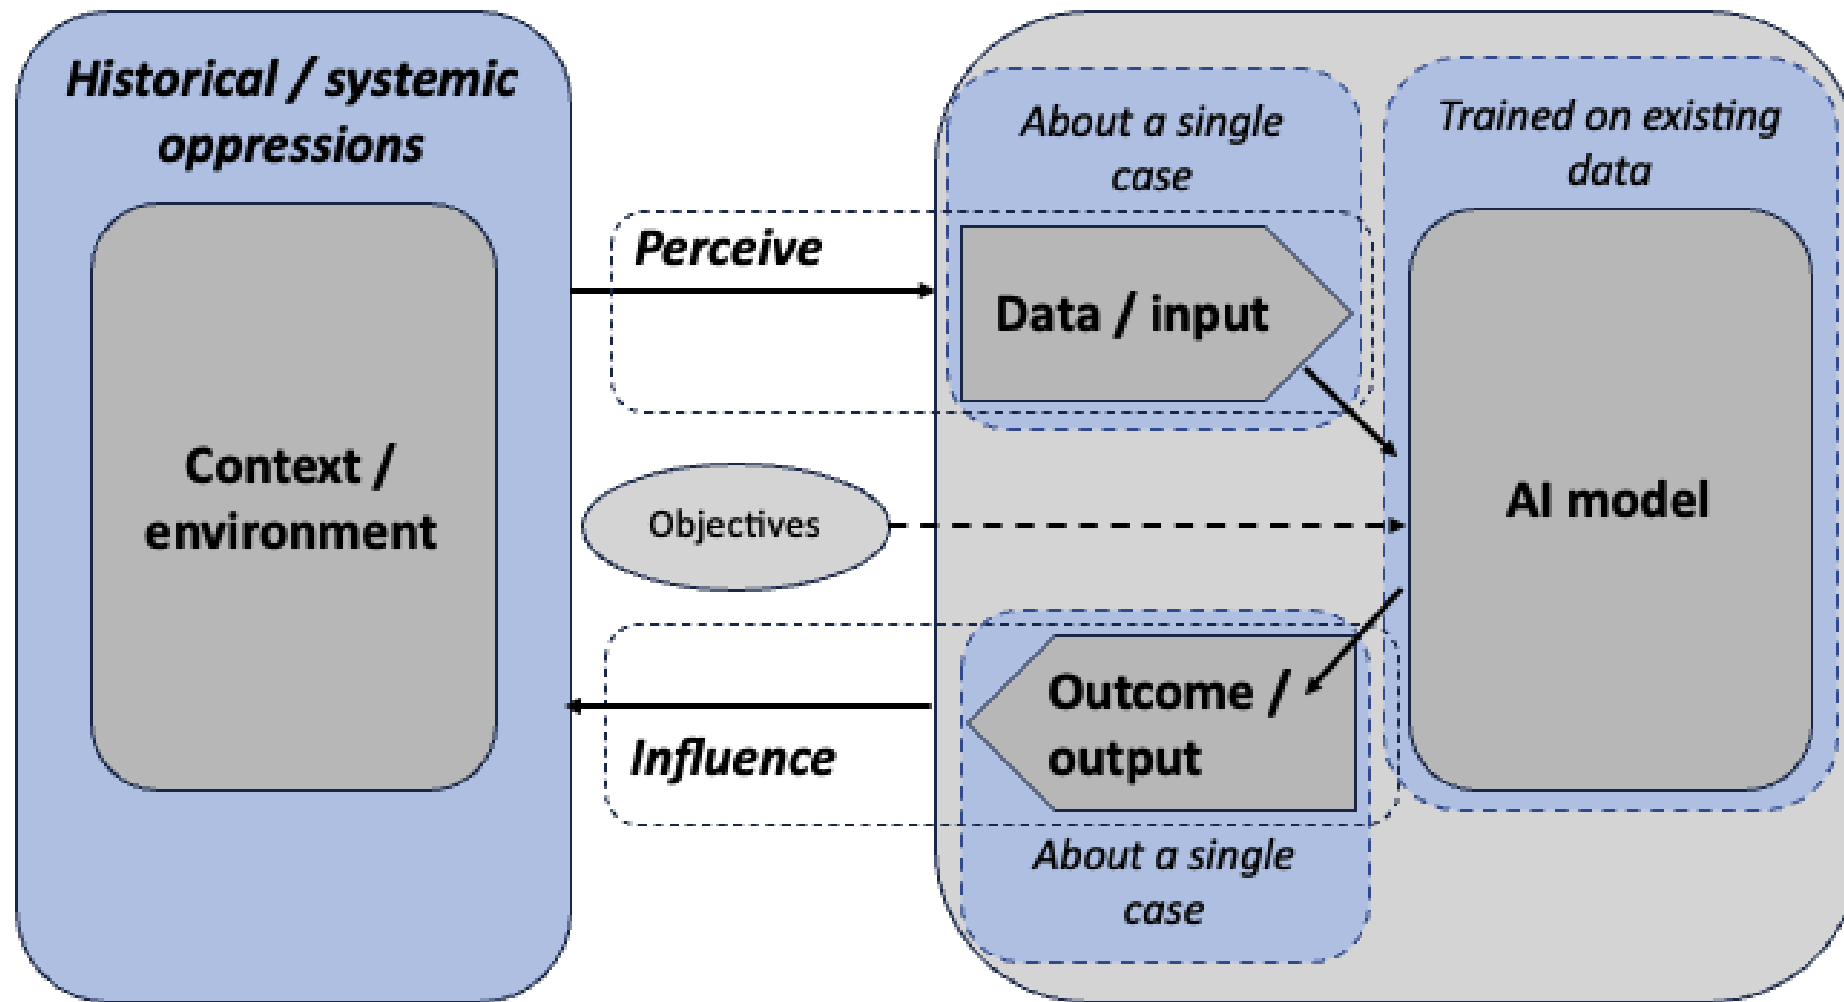 Historical / systemic
oppressions
Context /
environment
Perceive
Objectives
Influence
About a single
case
Data / input
Outcome /
output
About a single
case
Trained on existing
data
AI model